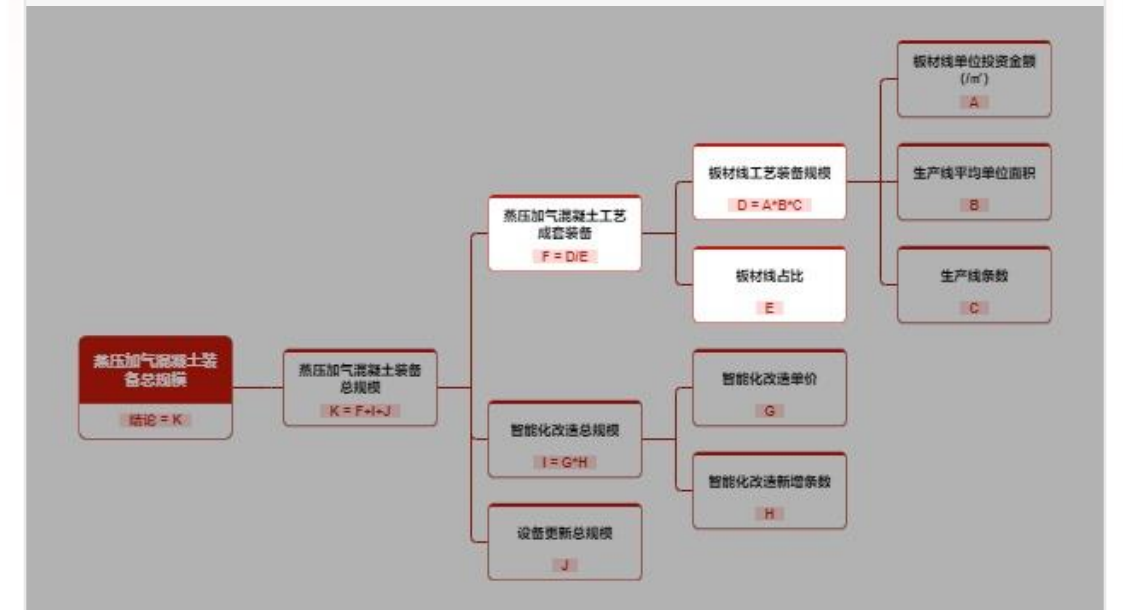 蒸压加气混凝土装
备总规模
结论 = K
蒸压加气混凝土装备
总规模
K = F+I+J
蒸压加气混凝土工艺
成套装备
F = D/E
板材线工艺装备规模
D = A*B*C
板材线单位投资金额
(/㎡)
A
生产线平均单位面积
B
生产线条数
C
板材线占比
E
智能化改造总规模
I = G*H
智能化改造单价
G
智能化改造新增条数
H
设备更新总规模
J